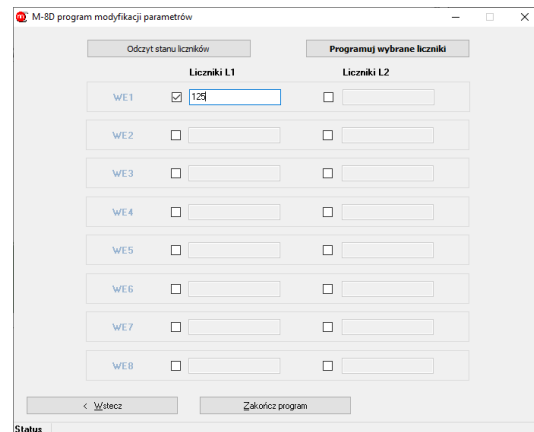 M-8D program modyfikacji parametrów
Odczyt stanu liczników Programuj wybrane liczniki
Liczniki L1 Liczniki L2
WE1 125
WE2
WE3
WE4
WE5
WE6
WE7
WE8
< Wstecz Zakończ program
Status